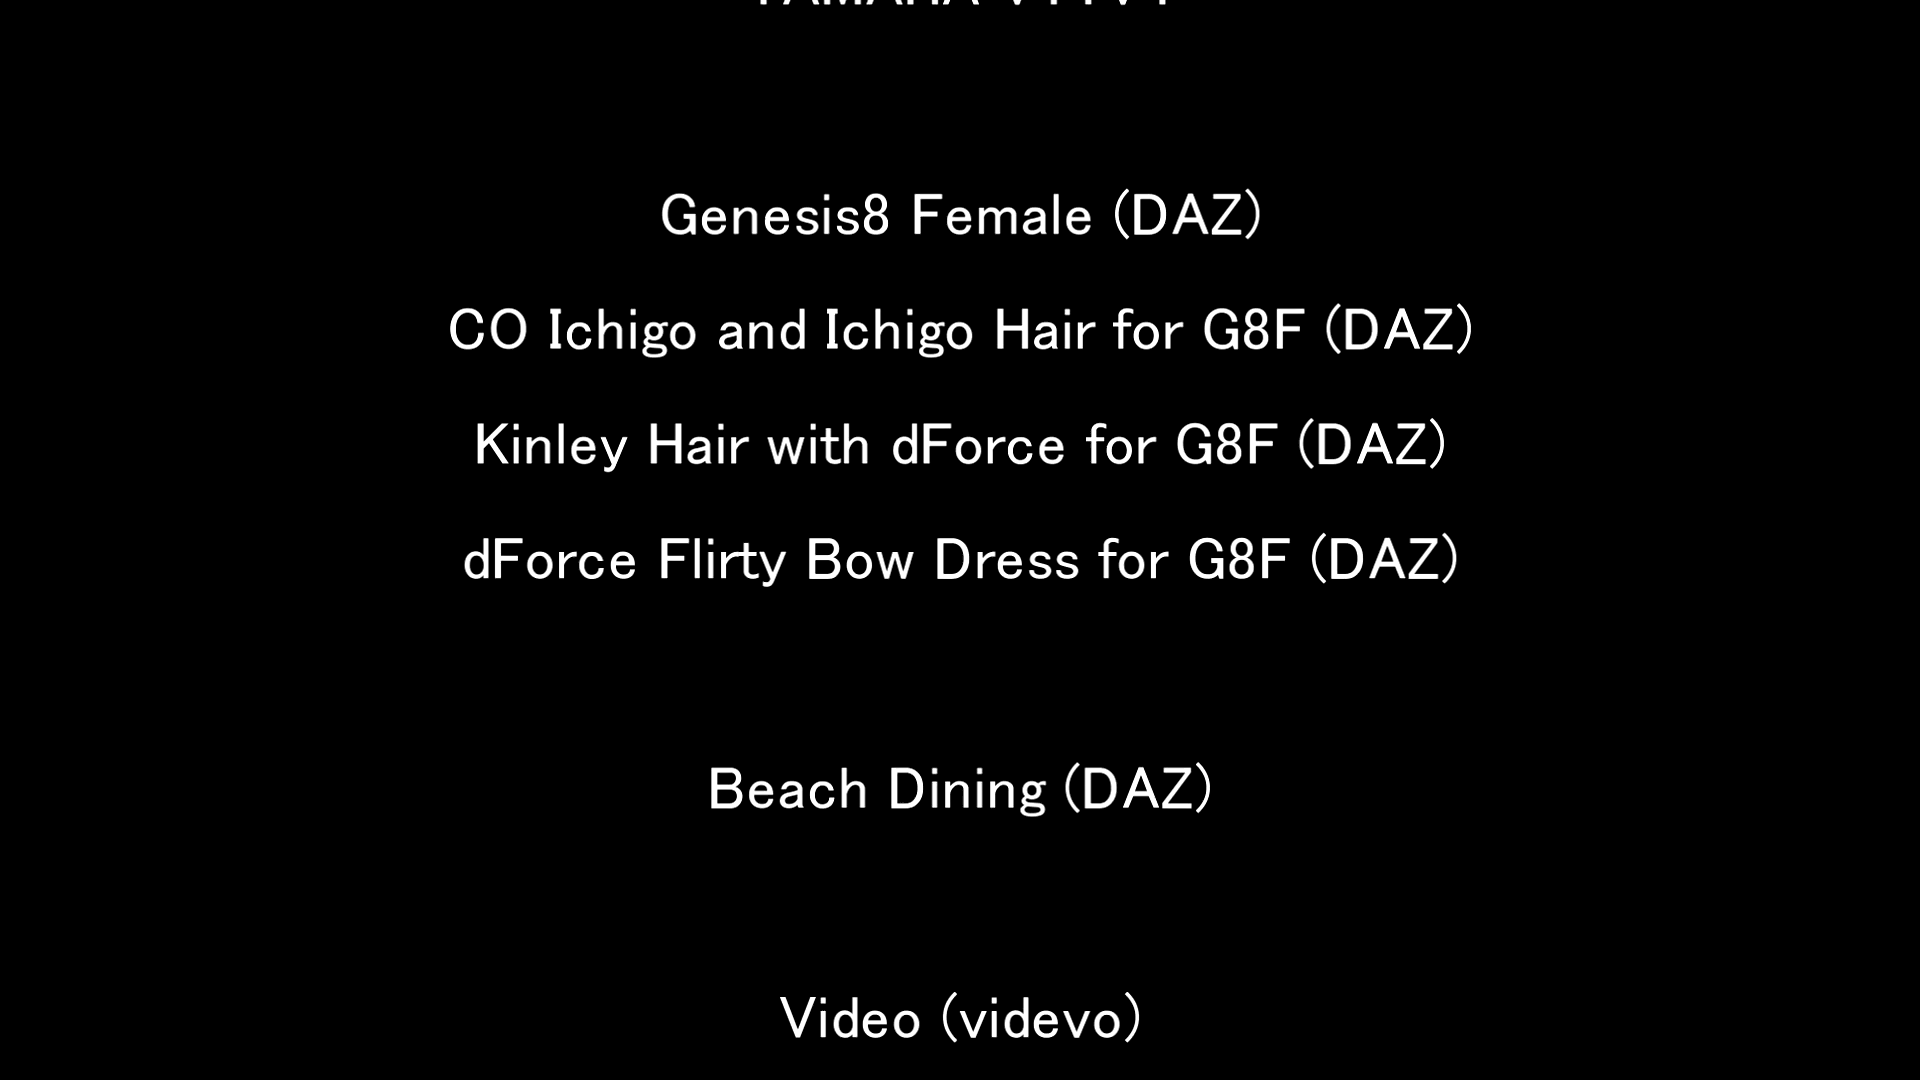 Genesis8 Female (DAZ)
CO Ichigo and Ichigo Hair for G8F (DAZ)
Kinley Hair with dForce for G8F (DAZ)
dForce Flirty Bow Dress for G8F (DAZ)
Beach Dining (DAZ)
Video (videvo)